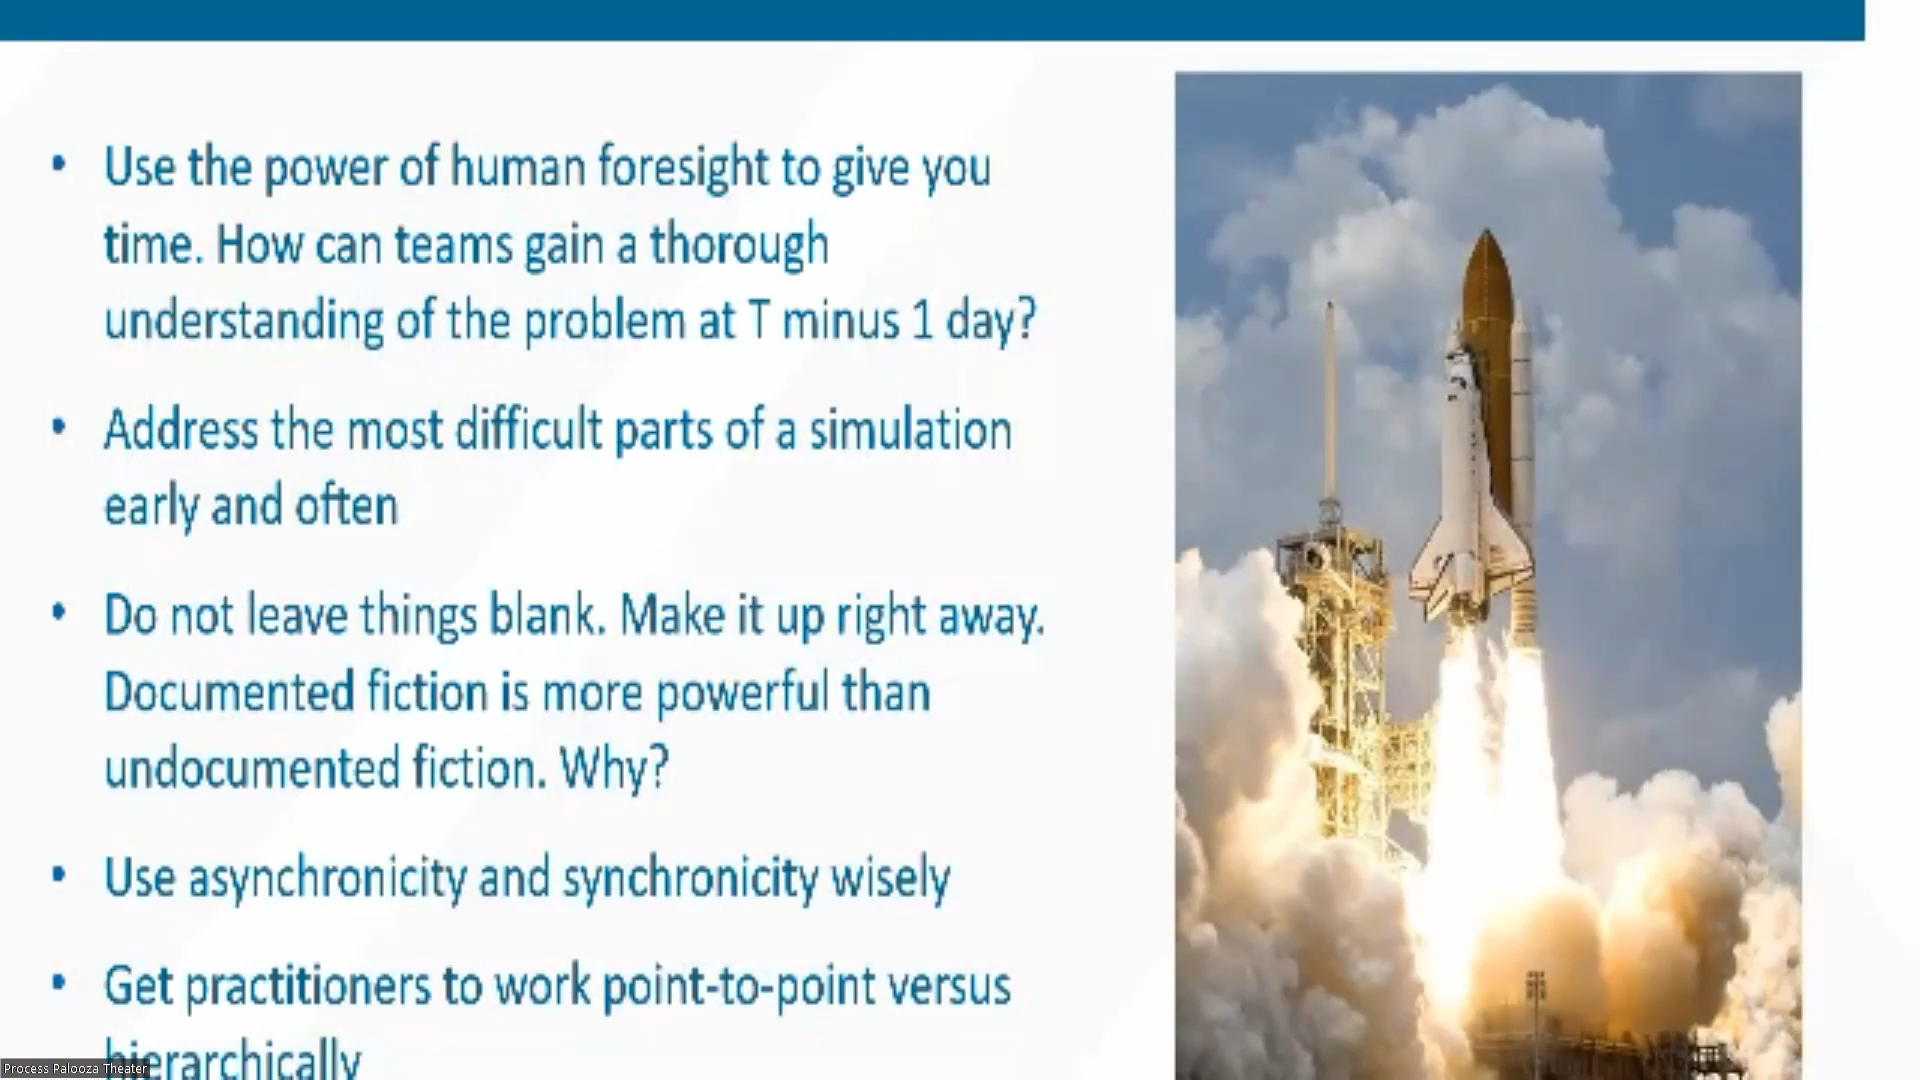 • Use the power of human foresight to give you
time. How can teams gain a thorough
understanding of the problem at T minus 1 day?
• Address the most difficult parts of a simulation
early and often
• Do not leave things blank. Make it up right away.
Documented fiction is more powerful than
undocumented fiction. Why?
• Use asynchronicity and synchronicity wisely
• Get practitioners to work point-to-point versus
hierarchically
Process Palooza Theater